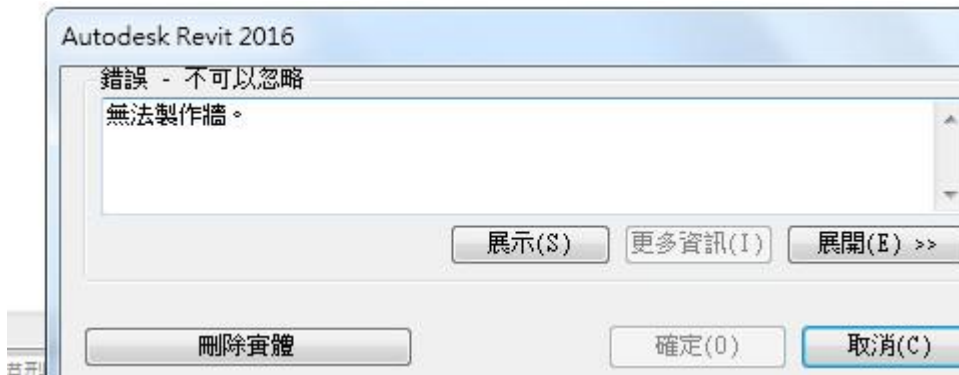 Autodesk Revit 2016
錯誤 - 不可以忽略
無法製作牆。
展示(S) 更多資訊(I) 展開(E) >>
刪除實體 確定(O) 取消(C)